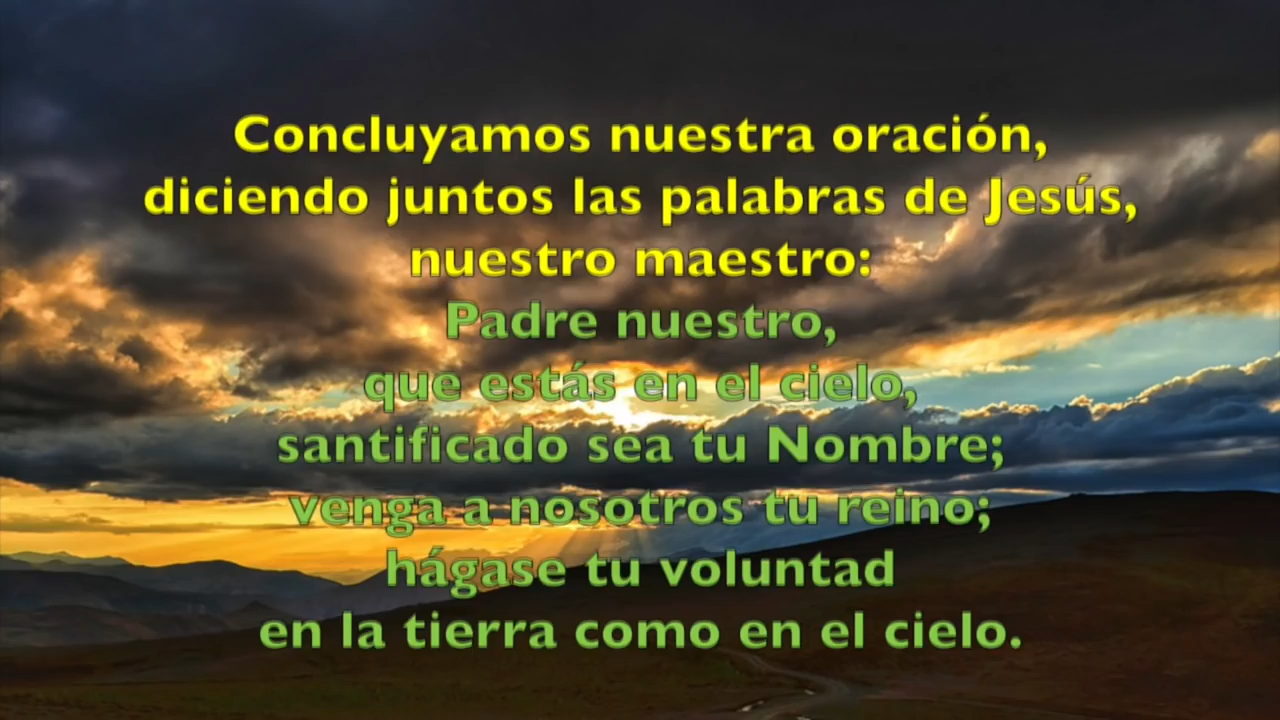 Concluyamos nuestra oración,
diciendo juntos las palabras de Jesús,
nuestro maestro:
Padre nuestro,
que estás en el cielo,
santificado sea tu Nombre;
venga a nosotros tu reino;
hágase tu voluntad
en la tierra como en el cielo.